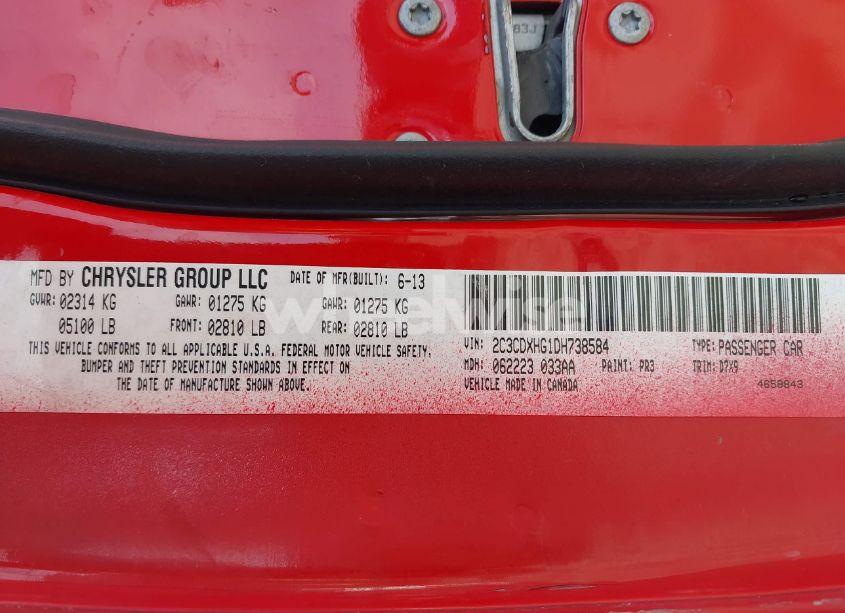 83J
MFD BY CHRYSLER GROUP LLC DATE OF MFR(BUILT): 6-13
GVWR: 02314 KG GAWR: 01275 KG GAWR: 01275 KG
05100 LB FRONT: 02810 LB REAR: 02810 LB
THIS VEHICLE CONFORMS TO ALL APPLICABLE U.S.A. FEDERAL MOTOR VEHICLE SAFETY,
BUMPER AND THEFT PREVENTION STANDARDS IN EFFECT ON
THE DATE OF MANUFACTURE SHOWN ABOVE.
VIN: 2C3CDXHG1DH738584 TYPE: PASSENGER CAR
MDH: 062223 033AA PAINT: PR3 TRIM: D7X9
VEHICLE MADE IN CANADA 4658843